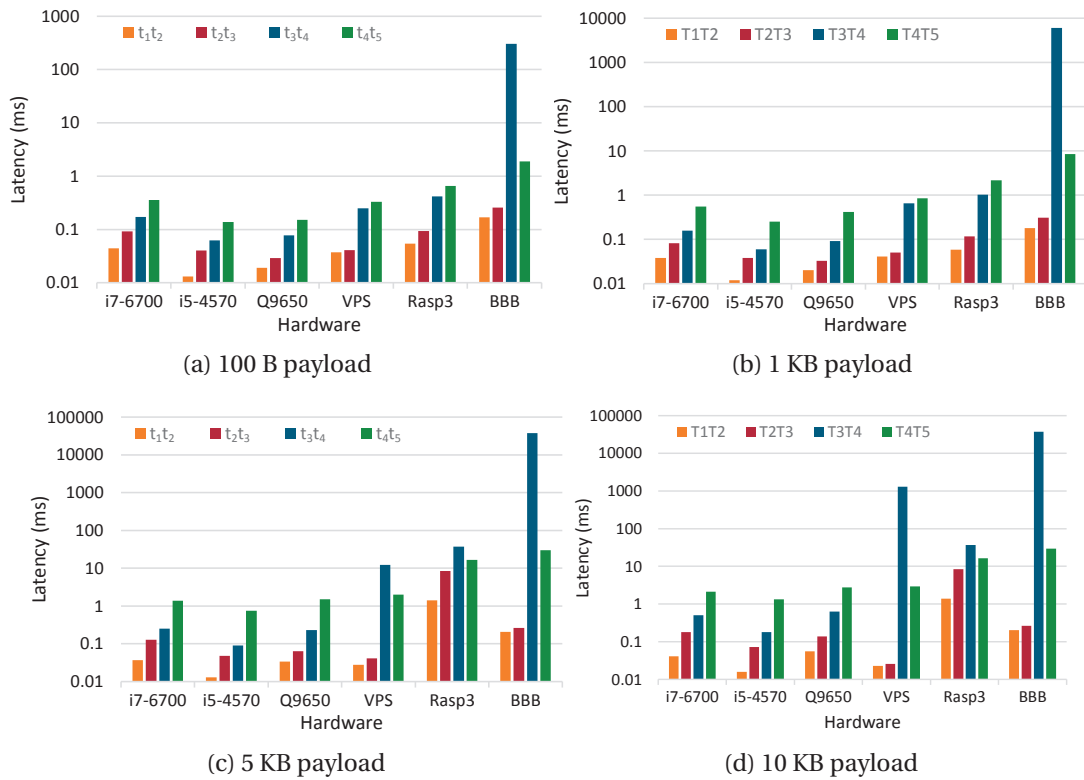 1000
100
10
1
0.1
0.01
Latency (ms)
t₁t₂ t₂t₃ t₃t₄ t₄t₅
i7-6700 i5-4570 Q9650 VPS Rasp3 BBB
Hardware
(a) 100 B payload
10000
1000
100
10
1
0.1
0.01
Latency (ms)
T1T2 T2T3 T3T4 T4T5
i7-6700 i5-4570 Q9650 VPS Rasp3 BBB
Hardware
(b) 1 KB payload
100000
10000
1000
100
10
1
0.1
0.01
Latency (ms)
t₁t₂ t₂t₃ t₃t₄ t₄t₅
i7-6700 i5-4570 Q9650 VPS Rasp3 BBB
Hardware
(c) 5 KB payload
100000
10000
1000
100
10
1
0.1
0.01
Latency (ms)
T1T2 T2T3 T3T4 T4T5
i7-6700 i5-4570 Q9650 VPS Rasp3 BBB
Hardware
(d) 10 KB payload